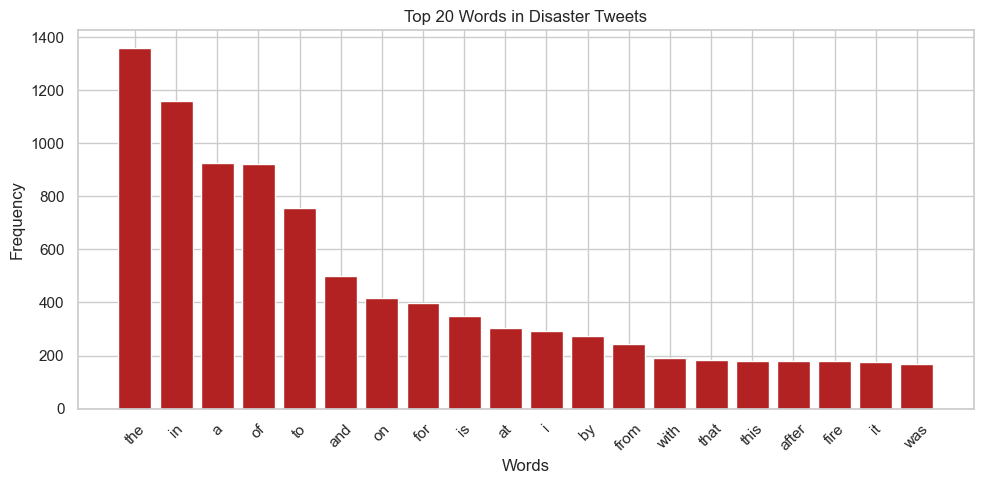 Top 20 Words in Disaster Tweets
1400
1200
1000
800
600
400
200
0
Frequency
the in a of to and on for is at i by from with that this after fire it was
Words